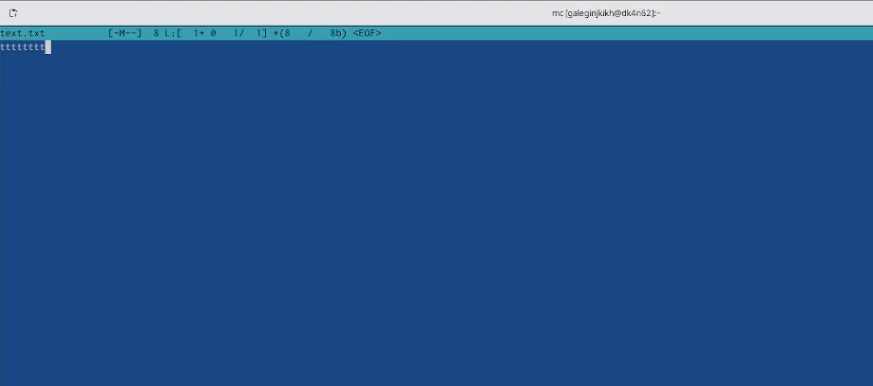 mc [galeginjkikh@dk4n62]:~
text.txt [-M--] 8 L:[ 1+ 0 1/ 1] *(8 / 8b) <EOF>
tttttttt